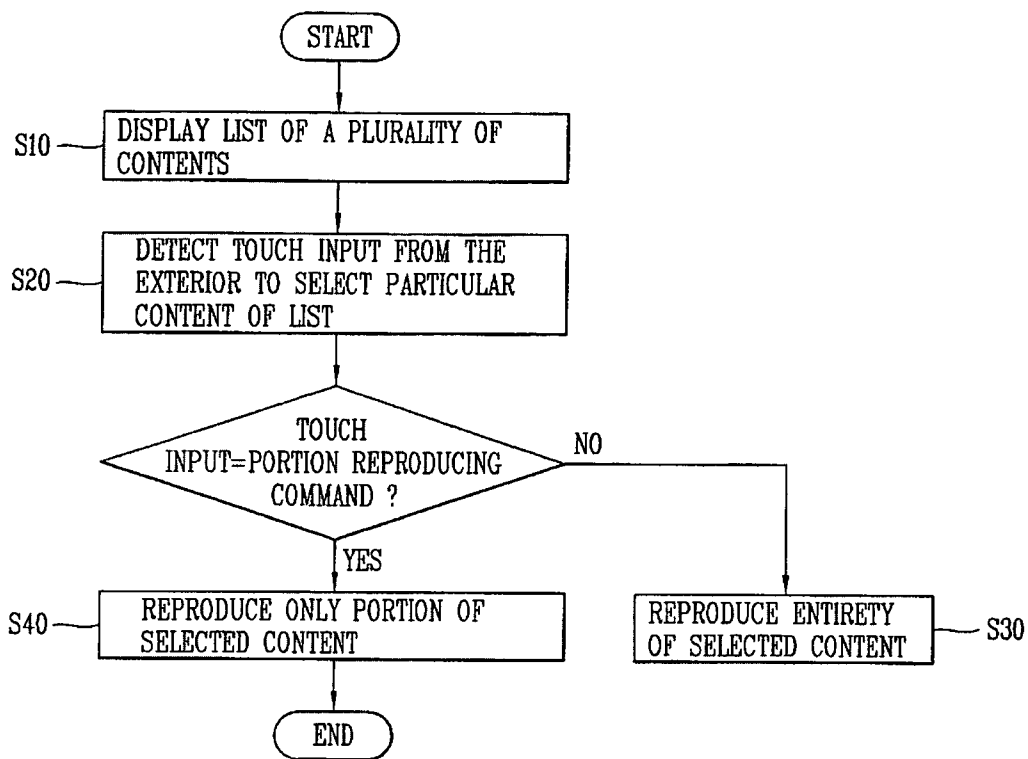 START
S10
DISPLAY LIST OF A PLURALITY OF
CONTENTS
S20
DETECT TOUCH INPUT FROM THE
EXTERIOR TO SELECT PARTICULAR
CONTENT OF LIST
TOUCH
INPUT=PORTION REPRODUCING
COMMAND ?
NO
YES
S40
REPRODUCE ONLY PORTION OF
SELECTED CONTENT
REPRODUCE ENTIRETY
OF SELECTED CONTENT
S30
END